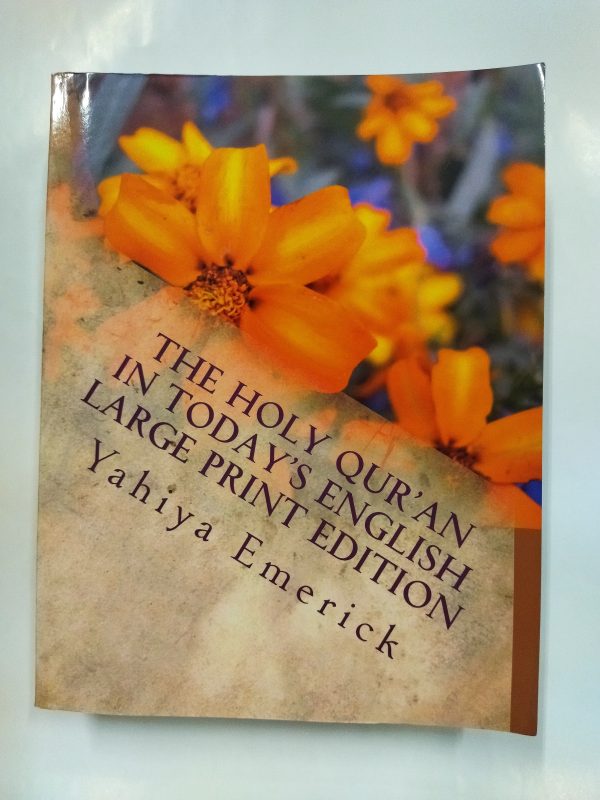 THE HOLY QUR'AN
IN TODAY'S ENGLISH
LARGE PRINT EDITION
Yahiya Emerick